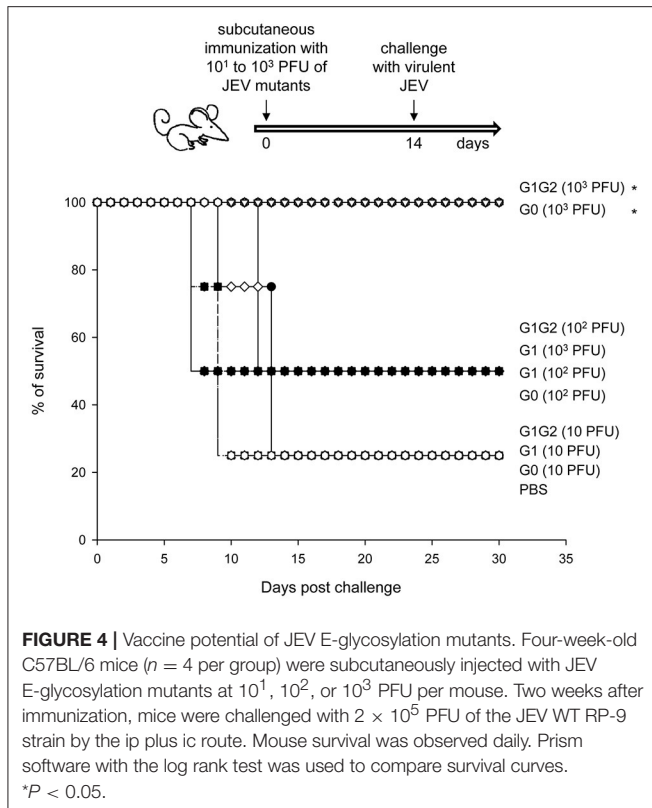 subcutaneous
immunization with
10¹ to 10³ PFU of
JEV mutants
challenge
with virulent
JEV
0
14
days
% of survival
100
80
60
40
20
0
G1G2 (10³ PFU) *
G0 (10³ PFU) *
G1G2 (10² PFU)
G1 (10³ PFU)
G1 (10² PFU)
G0 (10² PFU)
G1G2 (10 PFU)
G1 (10 PFU)
G0 (10 PFU)
PBS
0 5 10 15 20 25 30 35
Days post challenge
FIGURE 4 | Vaccine potential of JEV E-glycosylation mutants. Four-week-old
C57BL/6 mice (n = 4 per group) were subcutaneously injected with JEV
E-glycosylation mutants at 10¹, 10², or 10³ PFU per mouse. Two weeks after
immunization, mice were challenged with 2 × 10⁵ PFU of the JEV WT RP-9
strain by the ip plus ic route. Mouse survival was observed daily. Prism
software with the log rank test was used to compare survival curves.
*P < 0.05.